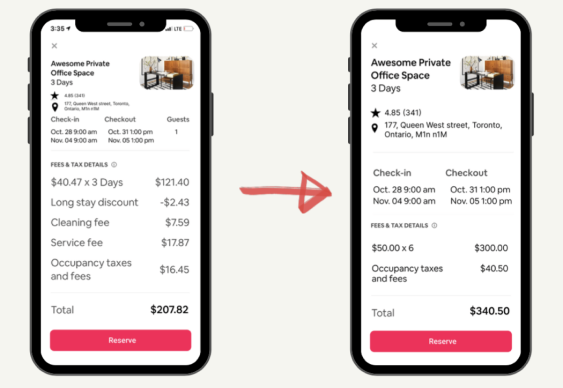 3:35
LTE
×
Awesome Private
Office Space
3 Days
4.85 (341)
177, Queen West street, Toronto,
Ontario, M1n n1M
Check-in Checkout Guests
Oct. 28 9:00 am Oct. 31 1:00 pm 1
Nov. 04 9:00 am Nov. 05 1:00 pm
FEES & TAX DETAILS
$40.47 x 3 Days $121.40
Long stay discount -$2.43
Cleaning fee $7.59
Service fee $17.87
Occupancy taxes
and fees $16.45
Total $207.82
Reserve
×
Awesome Private
Office Space
3 Days
4.85 (341)
177, Queen West street, Toronto,
Ontario, M1n n1M
Check-in Checkout
Oct. 28 9:00 am Oct. 31 1:00 pm
Nov. 04 9:00 am Nov. 05 1:00 pm
FEES & TAX DETAILS
$50.00 x 6 $300.00
Occupancy taxes
and fees $40.50
Total $340.50
Reserve